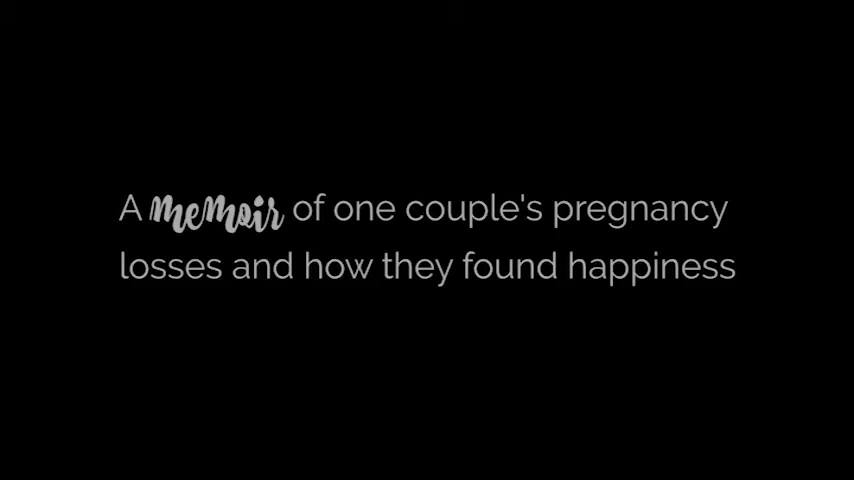 A memoir of one couple's pregnancy
losses and how they found happiness